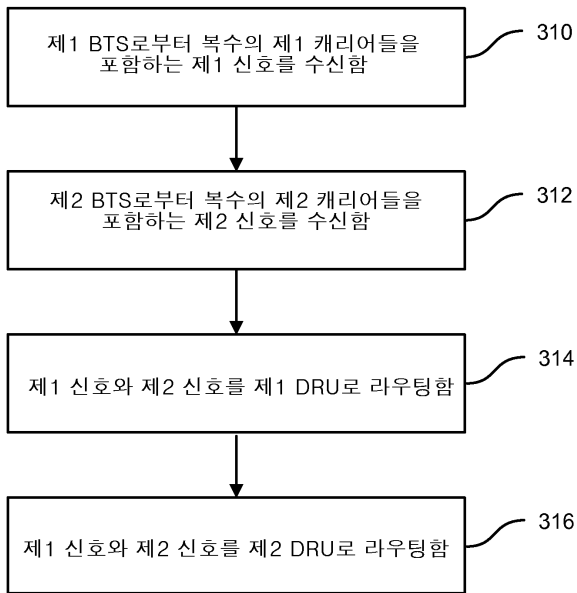 제1 BTS로부터 복수의 제1 캐리어들을
포함하는 제1 신호를 수신함
310
제2 BTS로부터 복수의 제2 캐리어들을
포함하는 제2 신호를 수신함
312
제1 신호와 제2 신호를 제1 DRU로 라우팅함
314
제1 신호와 제2 신호를 제2 DRU로 라우팅함
316